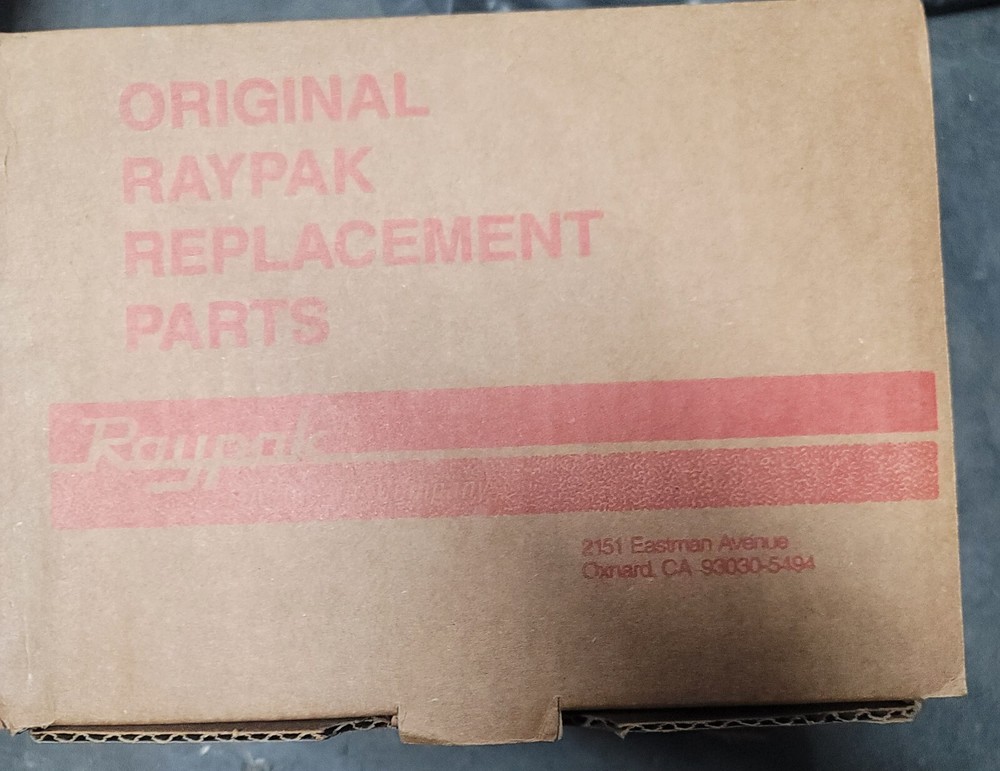 ORIGINAL
RAYPAK
REPLACEMENT
PARTS
Raypak
2151 Eastman Avenue
Oxnard, CA 93030-5494